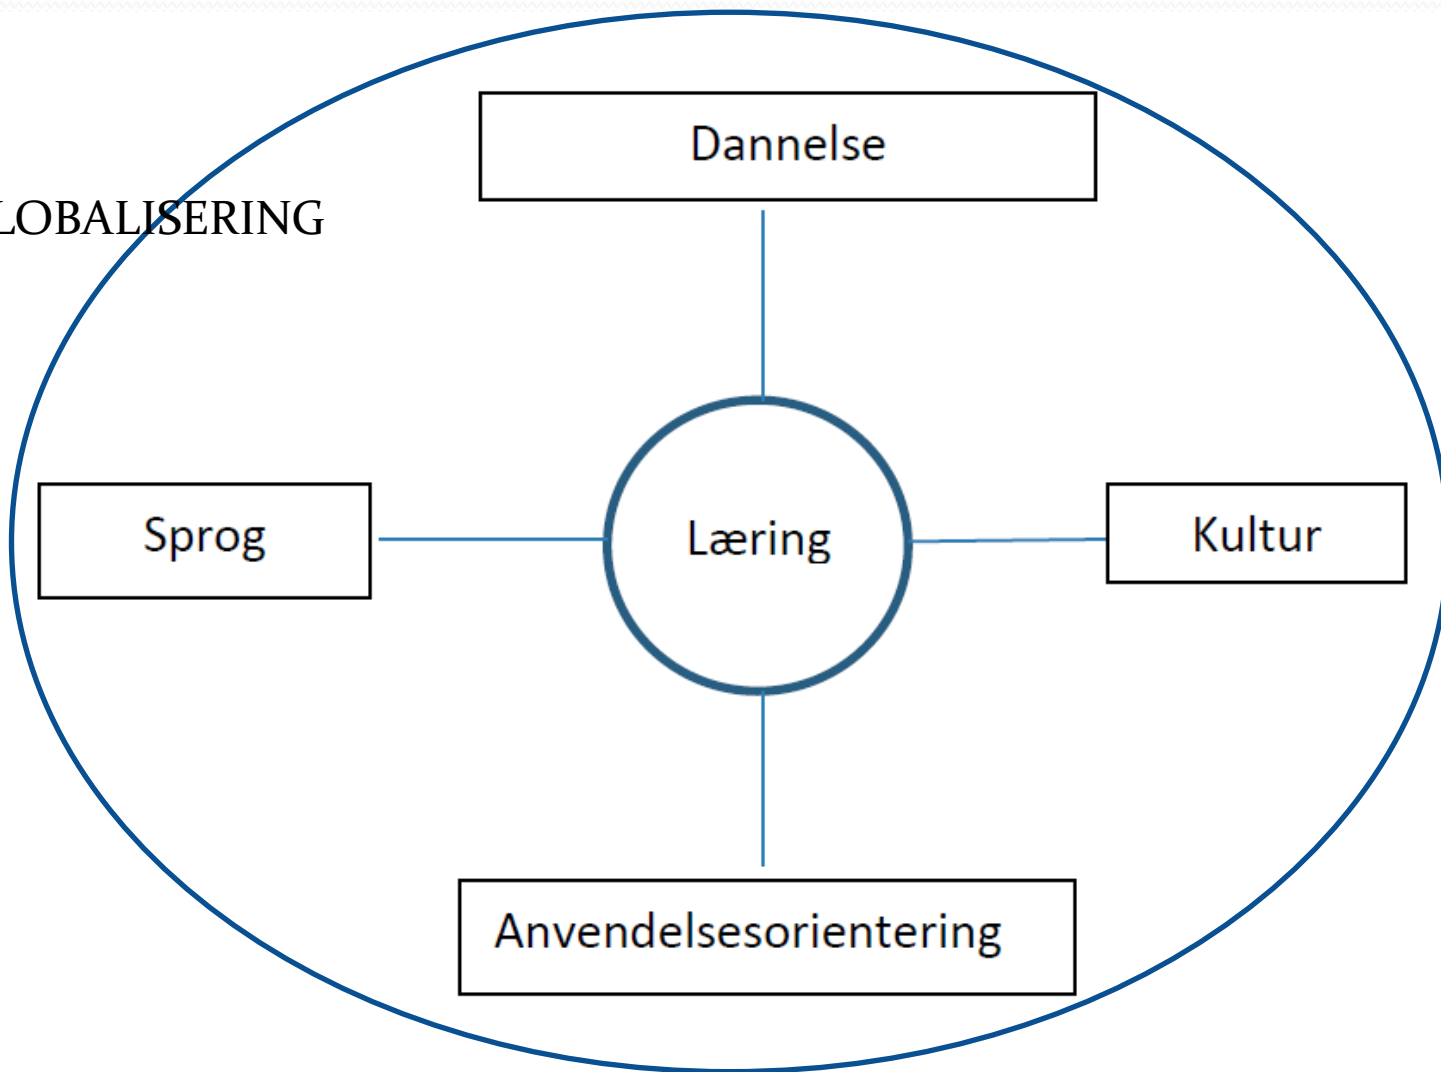 Dannelse
LOBALISERING
Sprog
Læring
Kultur
Anvendelsesorientering